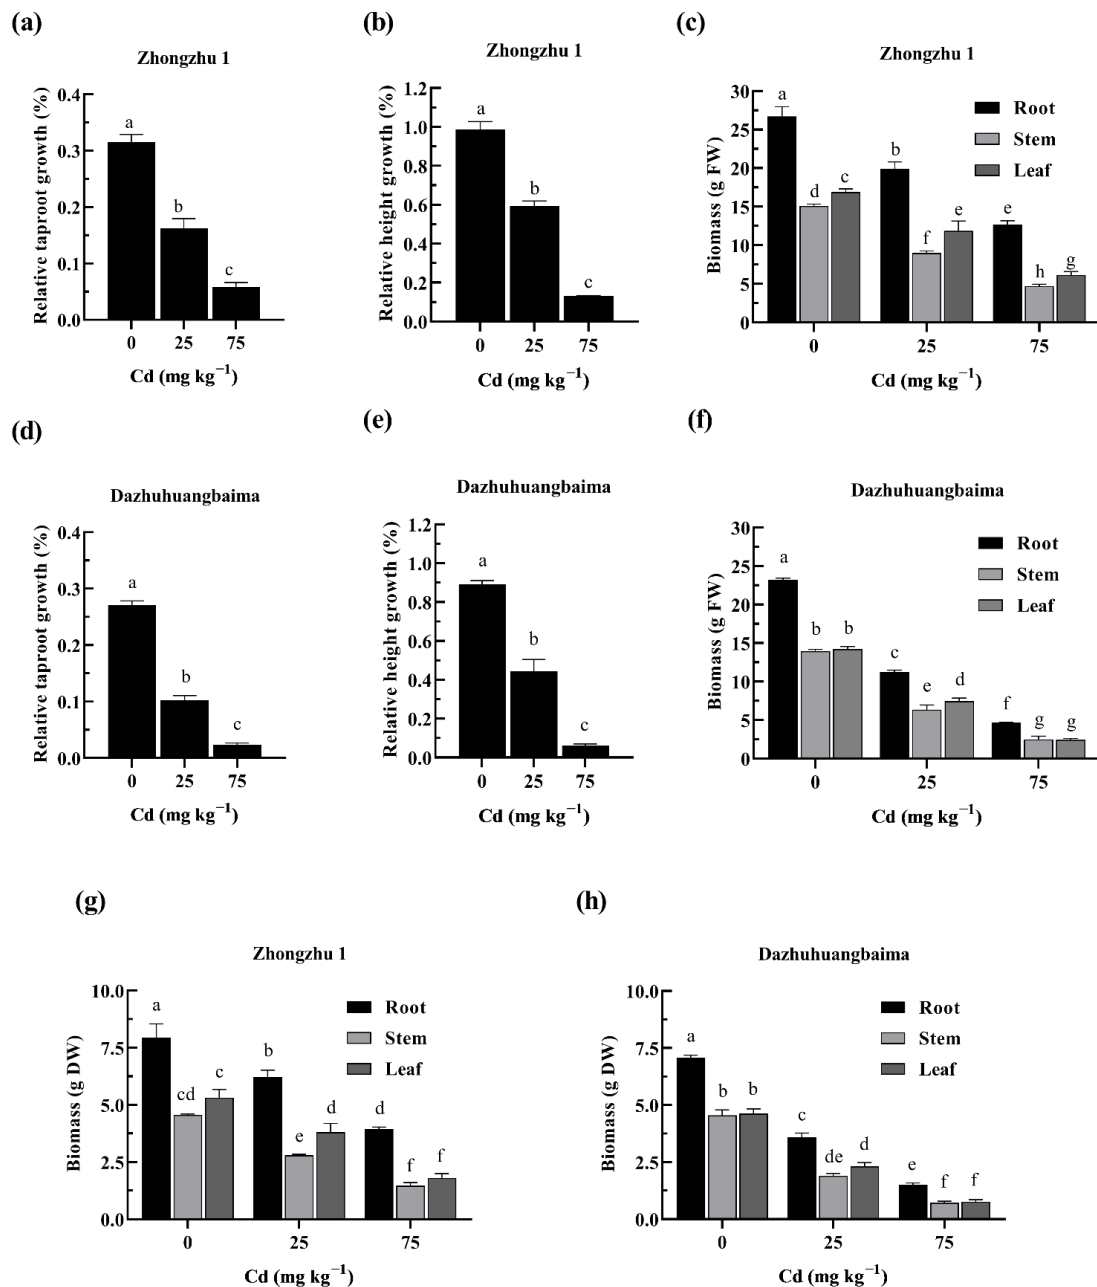 (a)
Zhongzhu 1
Relative taproot growth (%)
0.4
0.3
0.2
0.1
0.0
a
b
c
0 25 75
Cd (mg kg⁻¹)
(b)
Zhongzhu 1
Relative height growth (%)
1.2
1.0
0.8
0.6
0.4
0.2
0.0
a
b
c
0 25 75
Cd (mg kg⁻¹)
(c)
Zhongzhu 1
Biomass (g FW)
30
25
20
15
10
5
0
Root
Stem
Leaf
a d c b f e e h g
0 25 75
Cd (mg kg⁻¹)
(d)
Dazhuhuangbaima
Relative taproot growth (%)
0.4
0.3
0.2
0.1
0.0
a
b
c
0 25 75
Cd (mg kg⁻¹)
(e)
Dazhuhuangbaima
Relative height growth (%)
1.2
1.0
0.8
0.6
0.4
0.2
0.0
a
b
c
0 25 75
Cd (mg kg⁻¹)
(f)
Dazhuhuangbaima
Biomass (g FW)
30
25
20
15
10
5
0
Root
Stem
Leaf
a b b c e d f g g
0 25 75
Cd (mg kg⁻¹)
(g)
Zhongzhu 1
Biomass (g DW)
10.0
7.5
5.0
2.5
0.0
Root
Stem
Leaf
a cd c b e d d f f
0 25 75
Cd (mg kg⁻¹)
(h)
Dazhuhuangbaima
Biomass (g DW)
10.0
7.5
5.0
2.5
0.0
Root
Stem
Leaf
a b b c de d e f f
0 25 75
Cd (mg kg⁻¹)